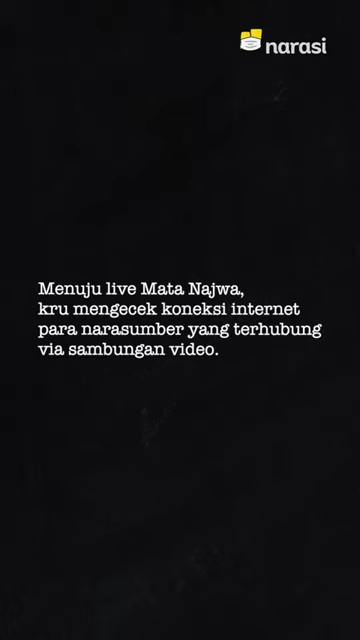 narasi
Menuju live Mata Najwa,
kru mengecek koneksi internet
para narasumber yang terhubung
via sambungan video.